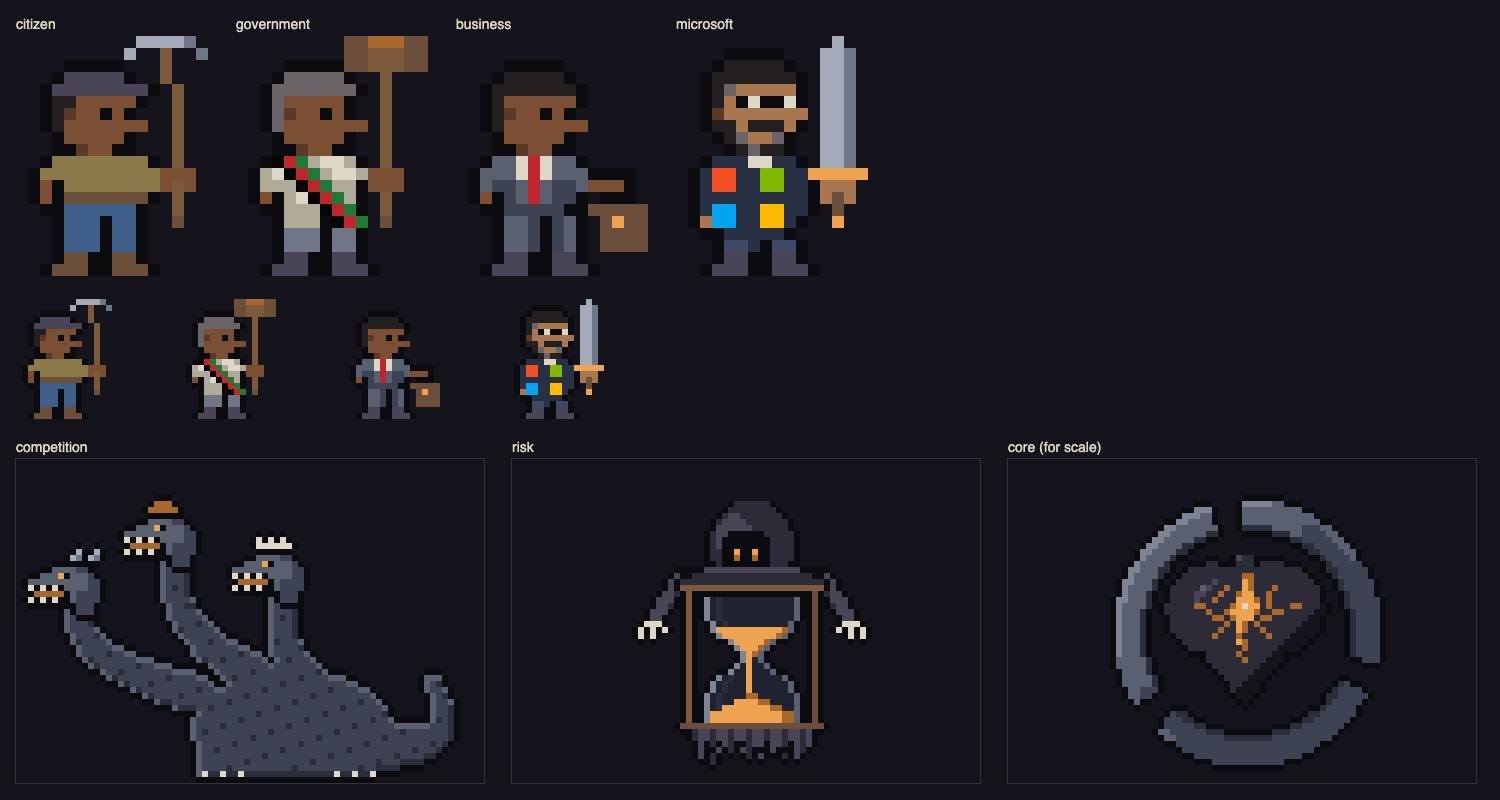 citizen
government
business
microsoft
competition
risk
core (for scale)